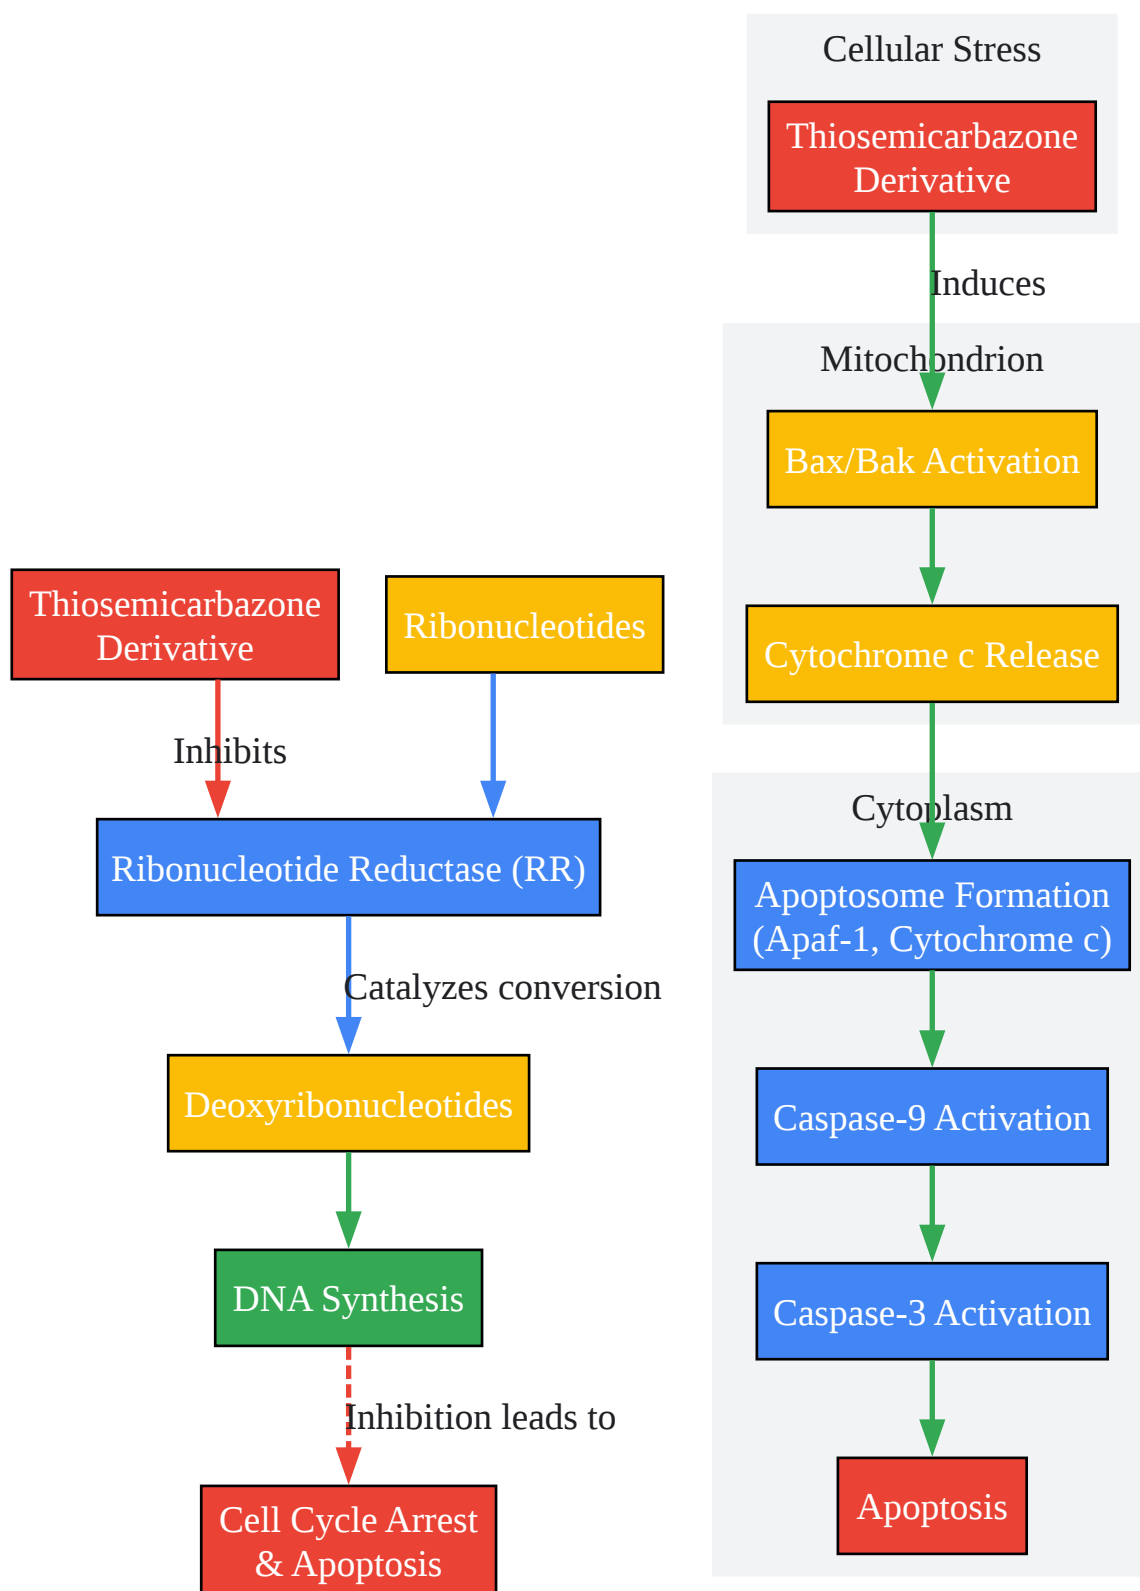 Cellular Stress
Thiosemicarbazone
Derivative
Induces
Mitochondrion
Bax/Bak Activation
Cytochrome c Release
Cytoplasm
Apoptosome Formation
(Apaf-1, Cytochrome c)
Caspase-9 Activation
Caspase-3 Activation
Apoptosis
Thiosemicarbazone
Derivative
Ribonucleotides
Inhibits
Ribonucleotide Reductase (RR)
Catalyzes conversion
Deoxyribonucleotides
DNA Synthesis
Inhibition leads to
Cell Cycle Arrest
& Apoptosis